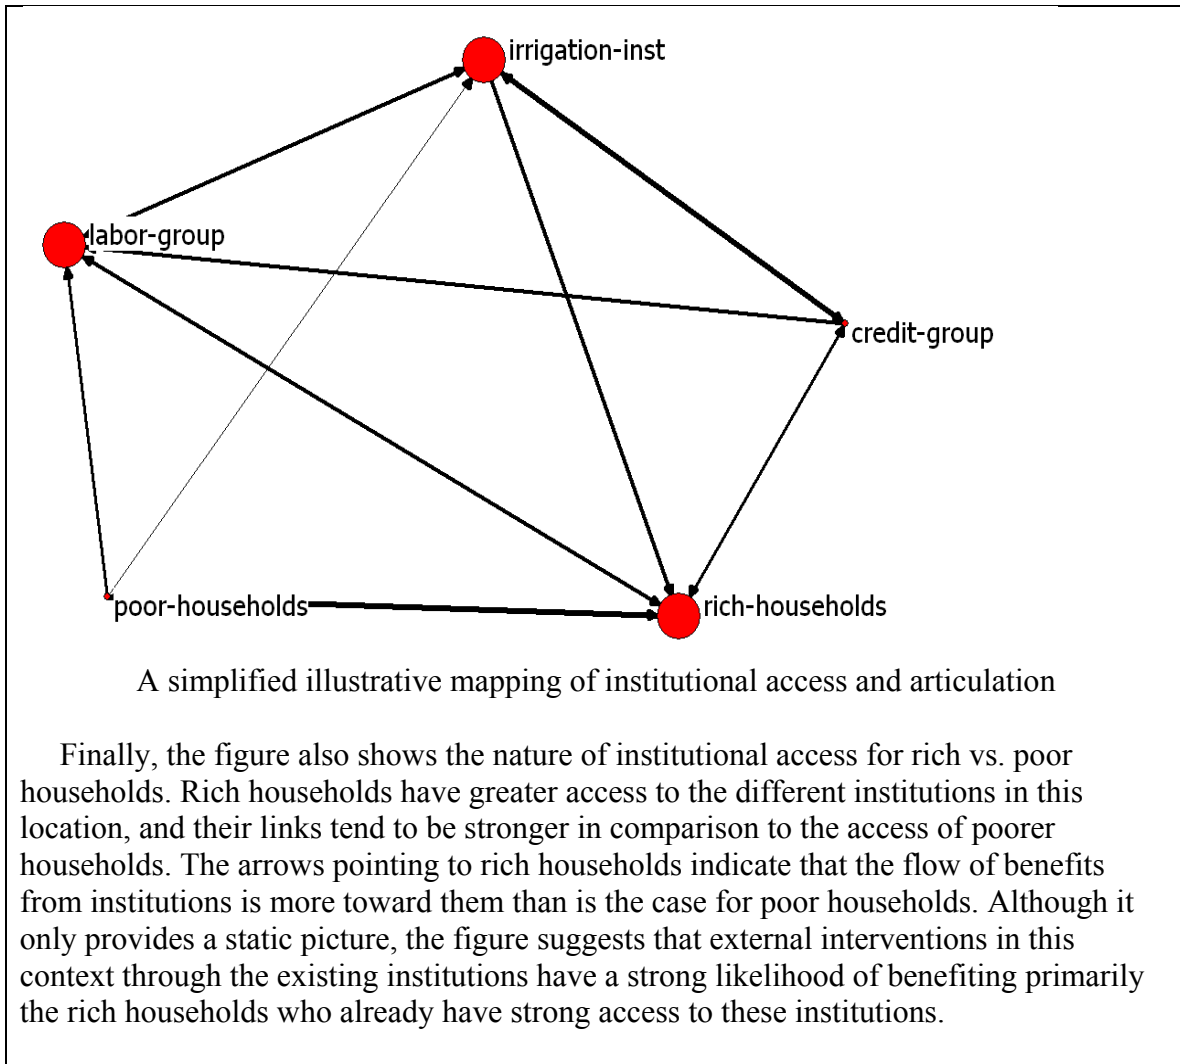 irrigation-inst
labor-group
credit-group
poor-households
rich-households
A simplified illustrative mapping of institutional access and articulation
Finally, the figure also shows the nature of institutional access for rich vs. poor
households. Rich households have greater access to the different institutions in this
location, and their links tend to be stronger in comparison to the access of poorer
households. The arrows pointing to rich households indicate that the flow of benefits
from institutions is more toward them than is the case for poor households. Although it
only provides a static picture, the figure suggests that external interventions in this
context through the existing institutions have a strong likelihood of benefiting primarily
the rich households who already have strong access to these institutions.